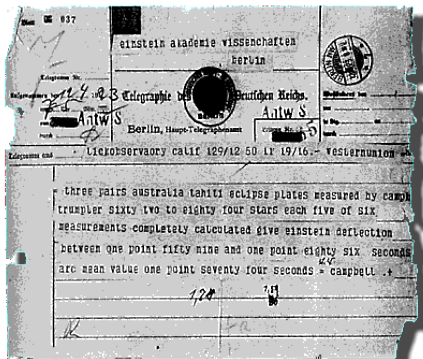 037
einstein akademie wissenschaften
berlin
Telegraphie des Deutschen Reichs.
Antw S
Antw S
Berlin, Haupt-Telegraphenamt
lickobservaory calif 129/12 50 ir 19/16.- westernunion
= three pairs australia tahiti eclipse plates measured by camp
trumpler sixty two to eighty four stars each five of six
measurements completely calculated give einstein deflection
between one point fifty nine and one point eighty six seconds
arc mean value one point seventy four seconds = campbell .+